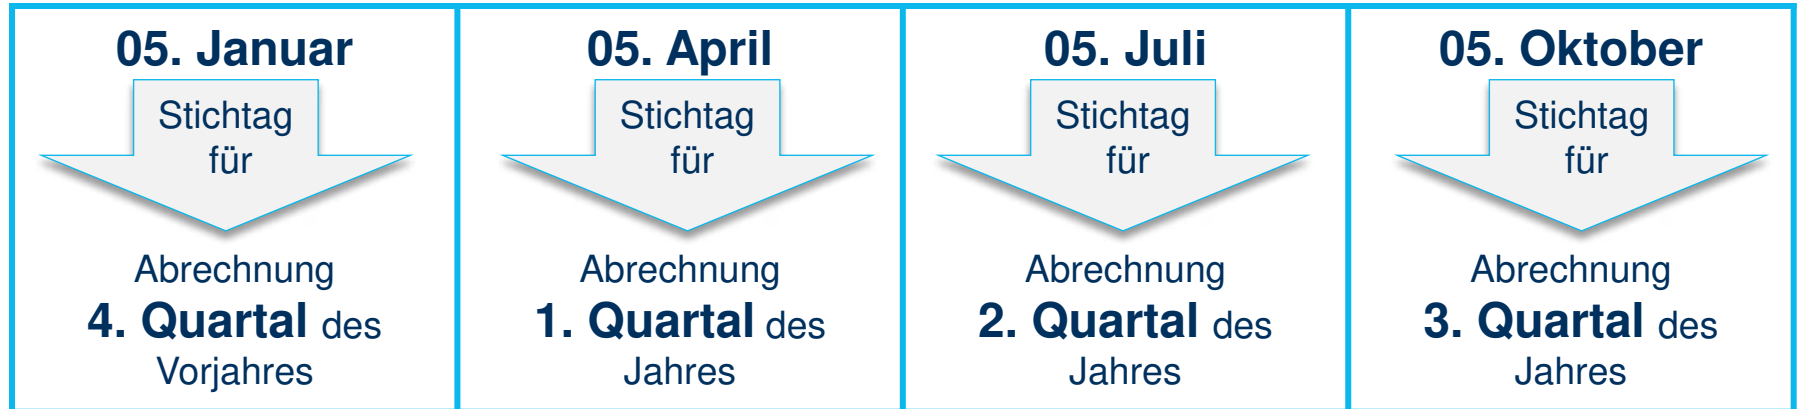 05. Januar
Stichtag
für
Abrechnung
4. Quartal des
Vorjahres
05. April
Stichtag
für
Abrechnung
1. Quartal des
Jahres
05. Juli
Stichtag
für
Abrechnung
2. Quartal des
Jahres
05. Oktober
Stichtag
für
Abrechnung
3. Quartal des
Jahres